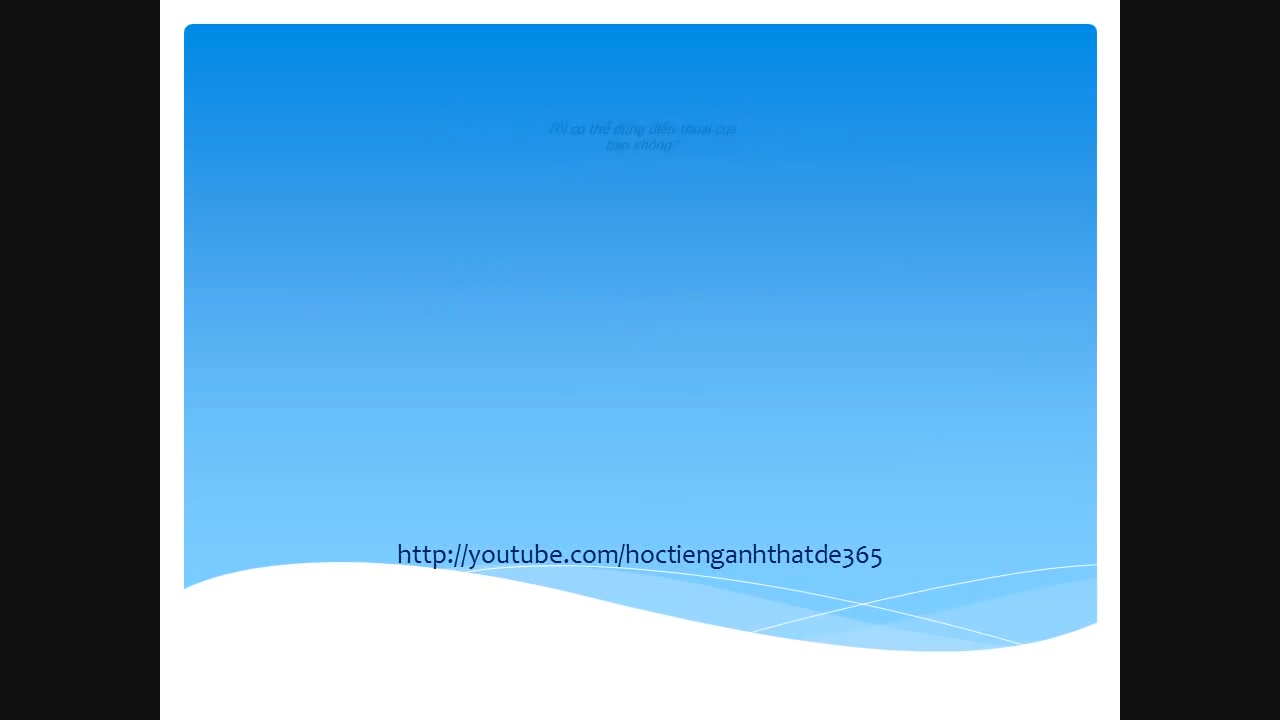 Tôi có thể dùng điện thoại của
bạn không?
http://youtube.com/hoctienganhthatde365